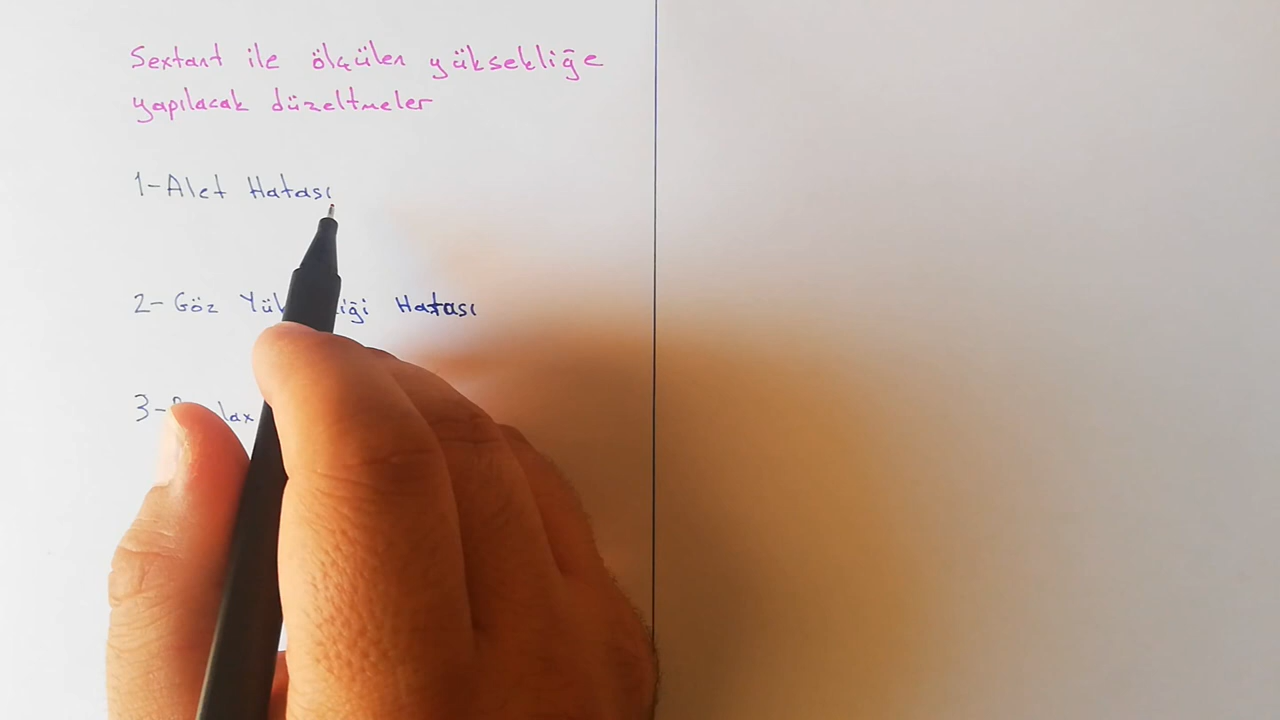 Sextant ile ölçülen yüksekliğe
yapılacak düzeltmeler
1-Alet Hatası
2- Göz Hatası
3-